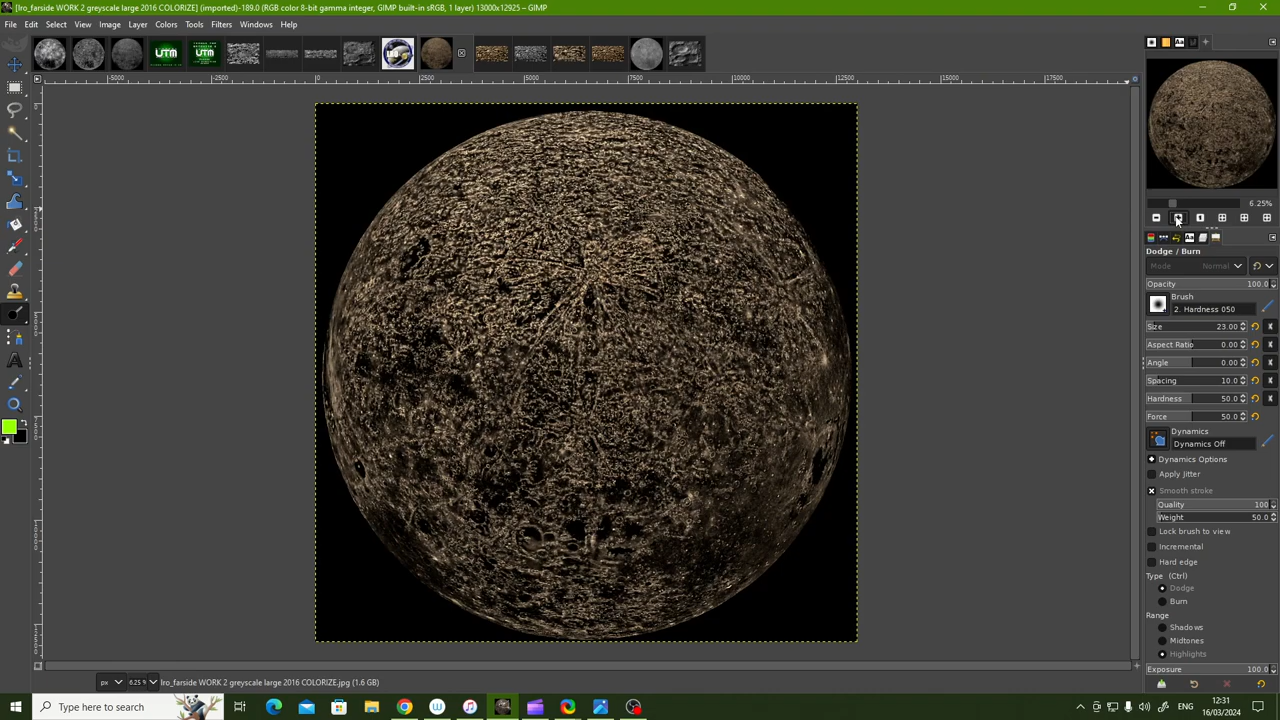 [lro_farside WORK 2 greyscale large 2016 COLORIZE] (imported)-189.0 (RGB color 8-bit gamma integer, GIMP built-in sRGB, 1 layer) 13000x12925 – GIMP
File Edit Select View Image Layer Colors Tools Filters Windows Help
UTM UTM
-5000 -2500 0 2500 5000 7500 10000 12500 15000 17500
6.25%
Dodge / Burn
Mode Normal
Opacity 100.0
Brush
2. Hardness 050
Size 23.00
Aspect Ratio 0.00
Angle 0.00
Spacing 10.0
Hardness 50.0
Force 50.0
Dynamics
Dynamics Off
Dynamics Options
Apply Jitter
Smooth stroke
Quality 100
Weight 50.0
Lock brush to view
Incremental
Hard edge
Type (Ctrl)
Dodge
Burn
Range
Shadows
Midtones
Highlights
Exposure 100.0
px 6.25 % lro_farside WORK 2 greyscale large 2016 COLORIZE.jpg (1.6 GB)
Type here to search
ENG
12:31
16/03/2024